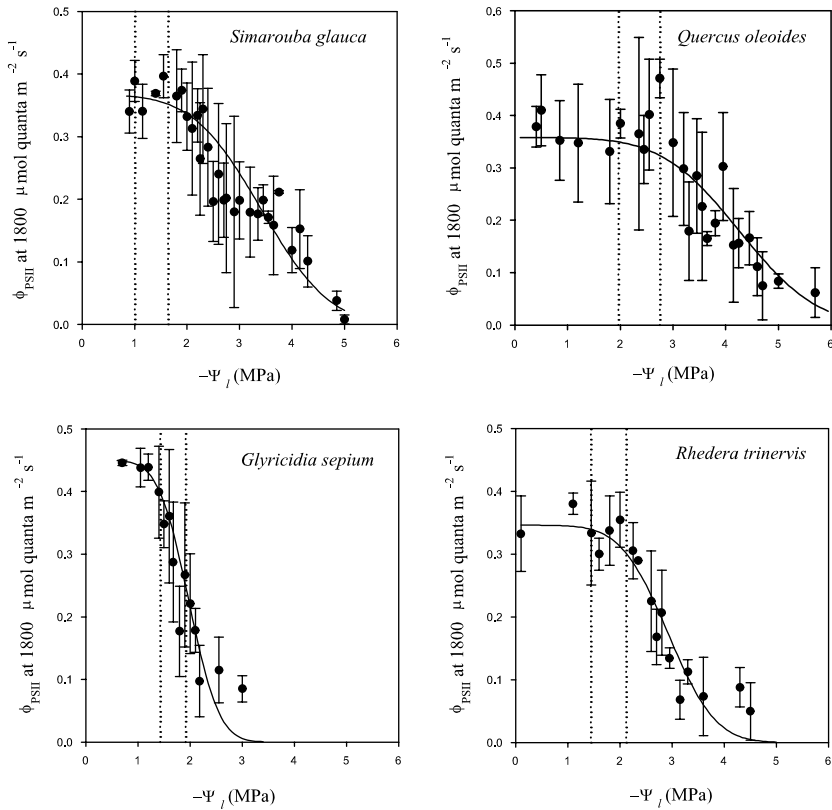 Simarouba glauca
0.5
0.4
0.3
0.2
0.1
0.0
0 1 2 3 4 5 6
ϕPSII at 1800 μ mol quanta m⁻² s⁻¹
−Ψl (MPa)
Quercus oleoides
0.6
0.5
0.4
0.3
0.2
0.1
0.0
0 1 2 3 4 5 6
ϕPSII at 1800 μ mol quanta m⁻² s⁻¹
−Ψl (MPa)
Glyricidia sepium
0.5
0.4
0.3
0.2
0.1
0.0
0 1 2 3 4 5 6
ϕPSII at 1800 μ mol quanta m⁻² s⁻¹
−Ψl (MPa)
Rhedera trinervis
0.5
0.4
0.3
0.2
0.1
0.0
0 1 2 3 4 5 6
ϕPSII at 1800 μ mol quanta m⁻² s⁻¹
−Ψl (MPa)